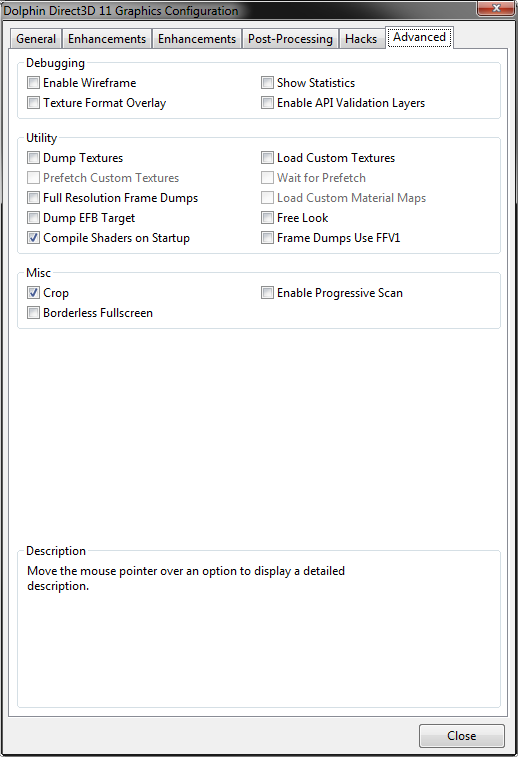 Dolphin Direct3D 11 Graphics Configuration
General Enhancements Enhancements Post-Processing Hacks Advanced
Debugging
Enable Wireframe Show Statistics
Texture Format Overlay Enable API Validation Layers
Utility
Dump Textures Load Custom Textures
Prefetch Custom Textures Wait for Prefetch
Full Resolution Frame Dumps Load Custom Material Maps
Dump EFB Target Free Look
Compile Shaders on Startup Frame Dumps Use FFV1
Misc
Crop Enable Progressive Scan
Borderless Fullscreen
Description
Move the mouse pointer over an option to display a detailed
description.
Close